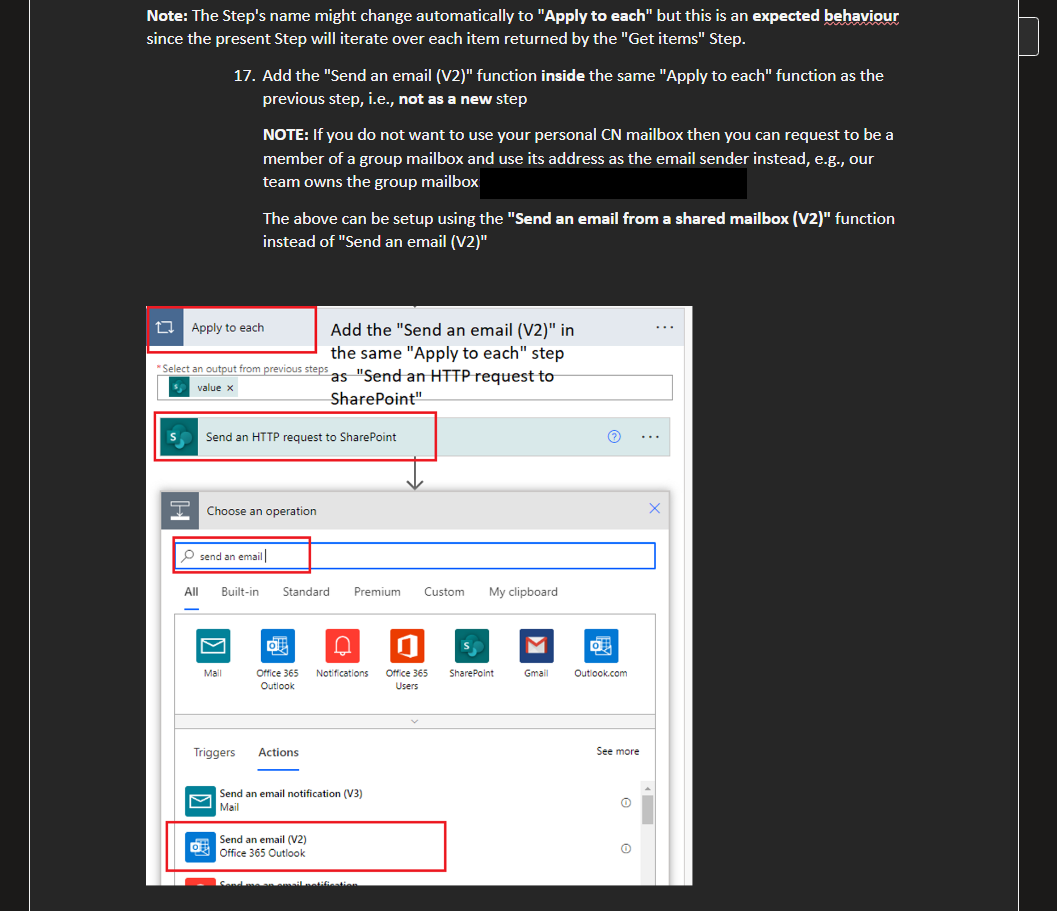 Note: The Step's name might change automatically to "Apply to each" but this is an expected behaviour
since the present Step will iterate over each item returned by the "Get items" Step.
17. Add the "Send an email (V2)" function inside the same "Apply to each" function as the
previous step, i.e., not as a new step
NOTE: If you do not want to use your personal CN mailbox then you can request to be a
member of a group mailbox and use its address as the email sender instead, e.g., our
team owns the group mailbox
The above can be setup using the "Send an email from a shared mailbox (V2)" function
instead of "Send an email (V2)"
Apply to each
Add the "Send an email (V2)" in
the same "Apply to each" step
as "Send an HTTP request to
SharePoint"
*Select an output from previous steps
value ×
Send an HTTP request to SharePoint
Choose an operation
send an email
All Built-in Standard Premium Custom My clipboard
Mail Office 365 Notifications Office 365 SharePoint Gmail Outlook.com
Outlook Users
Triggers Actions See more
Send an email notification (V3)
Mail
Send an email (V2)
Office 365 Outlook
Send me an email notification